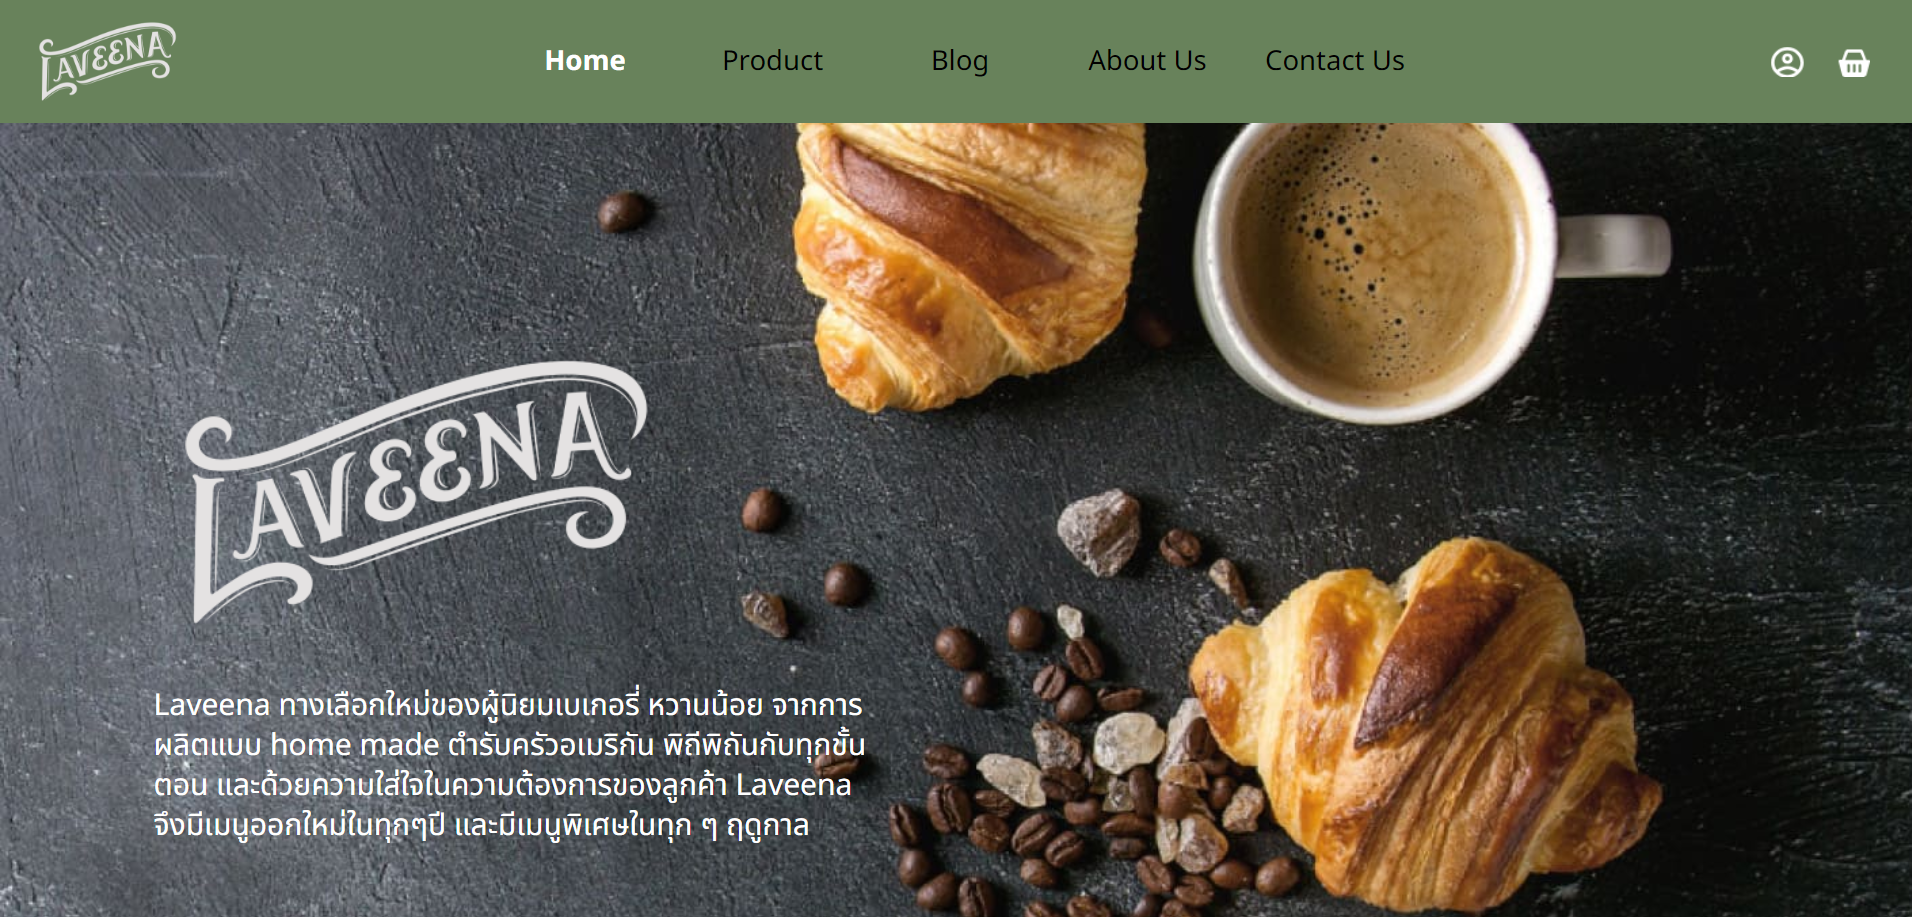 LAVEENA
Home
Product
Blog
About Us
Contact Us
LAVEENA
Laveena ทางเลือกใหม่ของผู้นิยมเบเกอรี่ หวานน้อย จากการ
ผลิตแบบ home made ตำรับครัวอเมริกัน พิถีพิถันกับทุกขั้น
ตอน และด้วยความใส่ใจในความต้องการของลูกค้า Laveena
จึงมีเมนูออกใหม่ในทุกๆปี และมีเมนูพิเศษในทุก ๆ ฤดูกาล